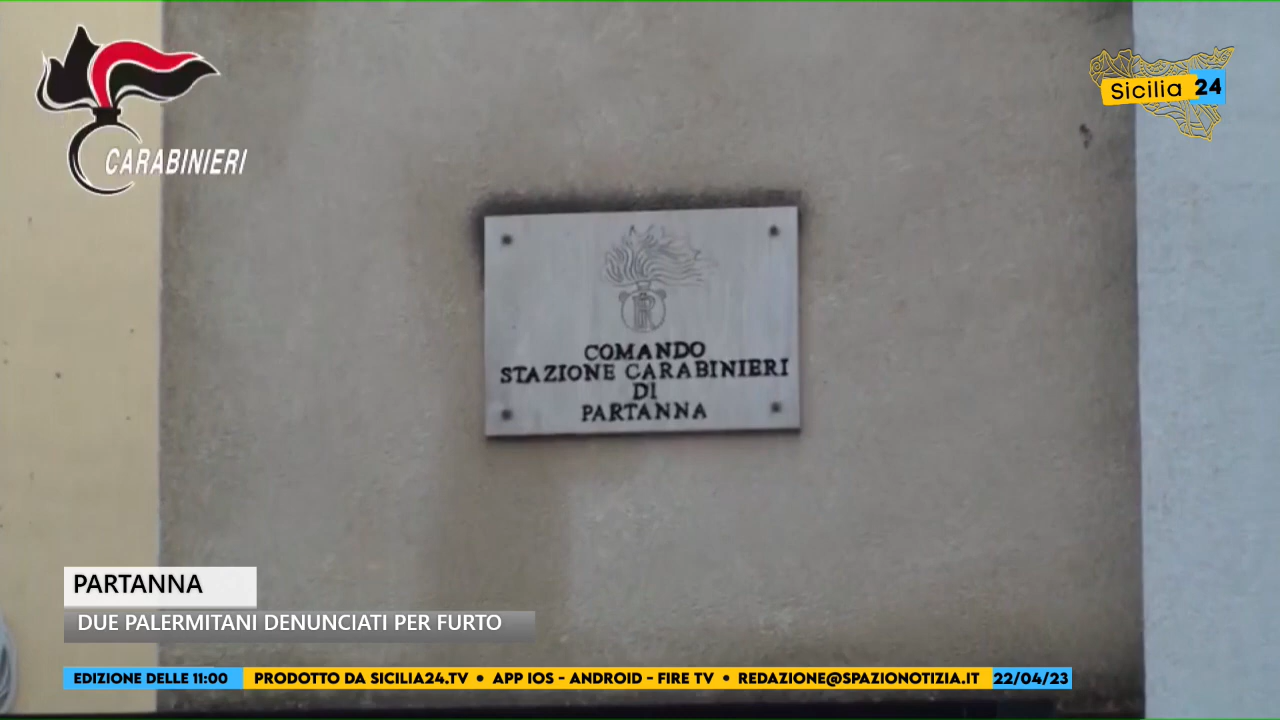 CARABINIERI
Sicilia 24
COMANDO
STAZIONE CARABINIERI
DI
PARTANNA
PARTANNA
DUE PALERMITANI DENUNCIATI PER FURTO
EDIZIONE DELLE 11:00 PRODOTTO DA SICILIA24.TV • APP IOS - ANDROID - FIRE TV • REDAZIONE@SPAZIONOTIZIA.IT 22/04/23